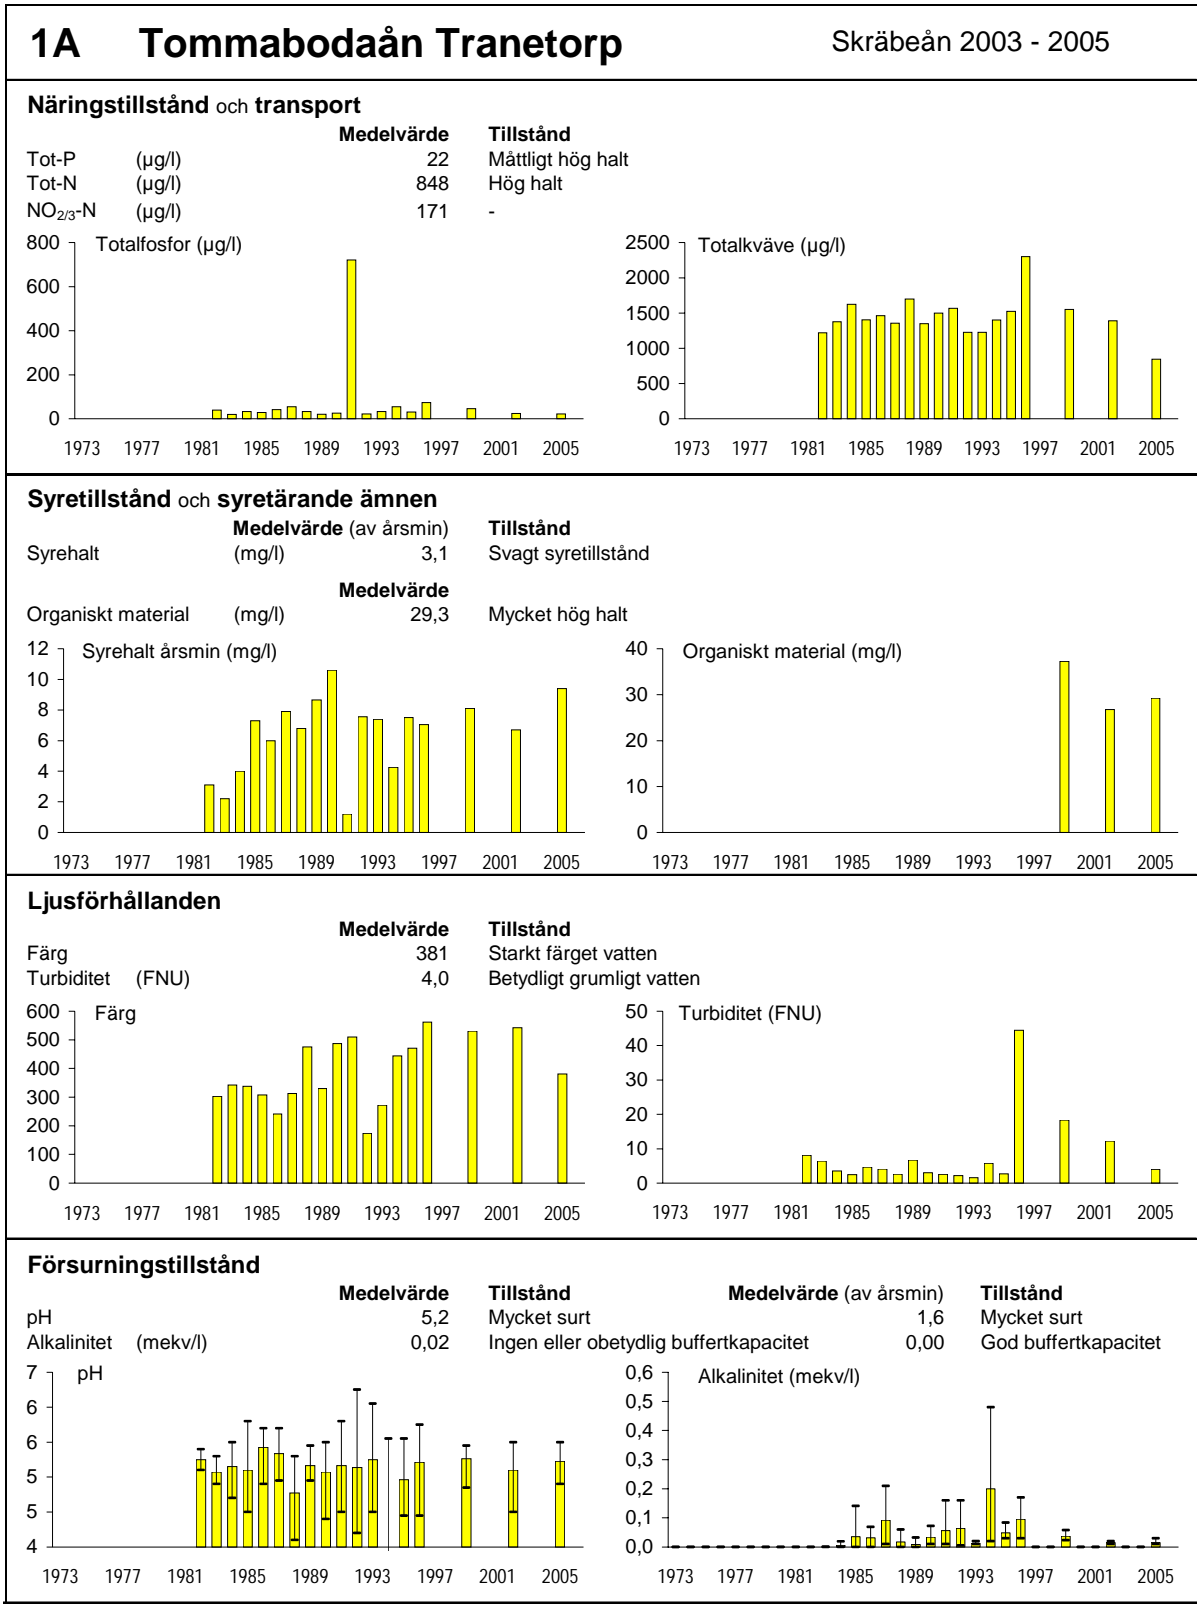 1A Tommabodaån Tranetorp Skräbeån 2003 - 2005
Näringstillstånd och transport
Medelvärde Tillstånd
Tot-P (µg/l) 22 Måttligt hög halt
Tot-N (µg/l) 848 Hög halt
NO2/3-N (µg/l) 171 -
Totalfosfor (µg/l)
800
600
400
200
0
1973 1977 1981 1985 1989 1993 1997 2001 2005
Totalkväve (µg/l)
2500
2000
1500
1000
500
0
1973 1977 1981 1985 1989 1993 1997 2001 2005
Syretillstånd och syretärande ämnen
Medelvärde (av årsmin) Tillstånd
Syrehalt (mg/l) 3,1 Svagt syretillstånd
Medelvärde
Organiskt material (mg/l) 29,3 Mycket hög halt
Syrehalt årsmin (mg/l)
12
10
8
6
4
2
0
1973 1977 1981 1985 1989 1993 1997 2001 2005
Organiskt material (mg/l)
40
30
20
10
0
1973 1977 1981 1985 1989 1993 1997 2001 2005
Ljusförhållanden
Medelvärde Tillstånd
Färg 381 Starkt färget vatten
Turbiditet (FNU) 4,0 Betydligt grumligt vatten
Färg
600
500
400
300
200
100
0
1973 1977 1981 1985 1989 1993 1997 2001 2005
Turbiditet (FNU)
50
40
30
20
10
0
1973 1977 1981 1985 1989 1993 1997 2001 2005
Försurningstillstånd
Medelvärde Tillstånd Medelvärde (av årsmin) Tillstånd
pH 5,2 Mycket surt 1,6 Mycket surt
Alkalinitet (mekv/l) 0,02 Ingen eller obetydlig buffertkapacitet 0,00 God buffertkapacitet
pH
7
6
6
5
5
4
1973 1977 1981 1985 1989 1993 1997 2001 2005
Alkalinitet (mekv/l)
0,6
0,5
0,4
0,3
0,2
0,1
0,0
1973 1977 1981 1985 1989 1993 1997 2001 2005